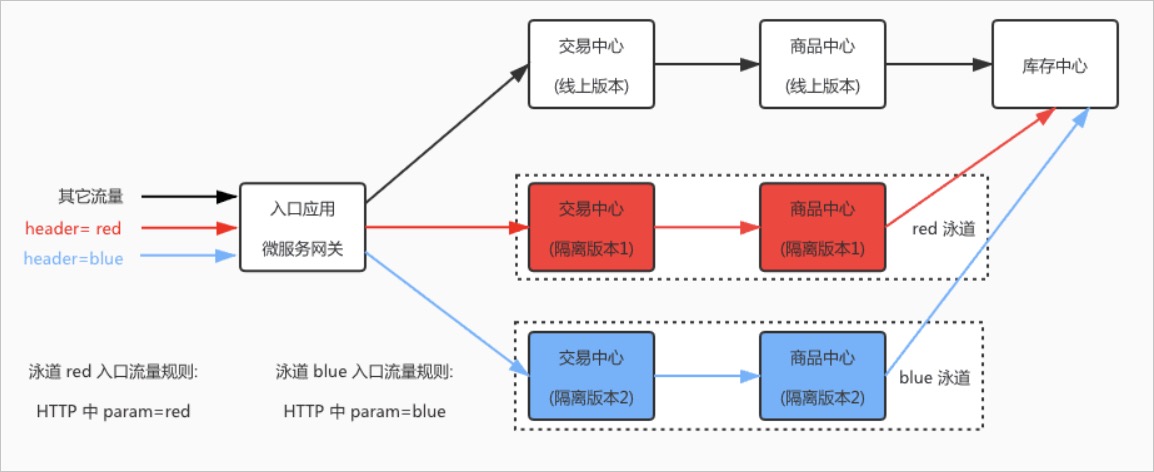 交易中心
(线上版本)
商品中心
(线上版本)
库存中心
其它流量
header= red
header=blue
入口应用
微服务网关
交易中心
(隔离版本1)
商品中心
(隔离版本1)
red 泳道
交易中心
(隔离版本2)
商品中心
(隔离版本2)
blue 泳道
泳道 red 入口流量规则:
HTTP 中 param=red
泳道 blue 入口流量规则:
HTTP 中 param=blue